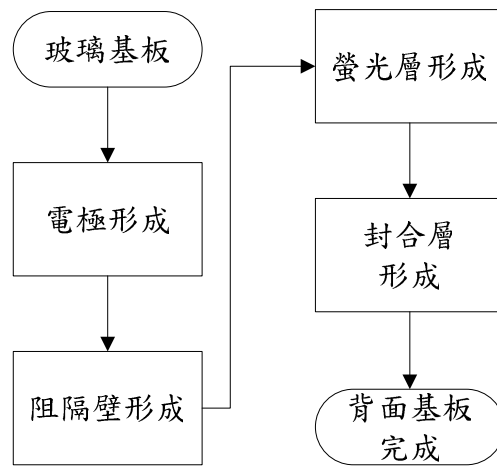 玻璃基板
電極形成
阻隔壁形成
螢光層形成
封合層
形成
背面基板
完成